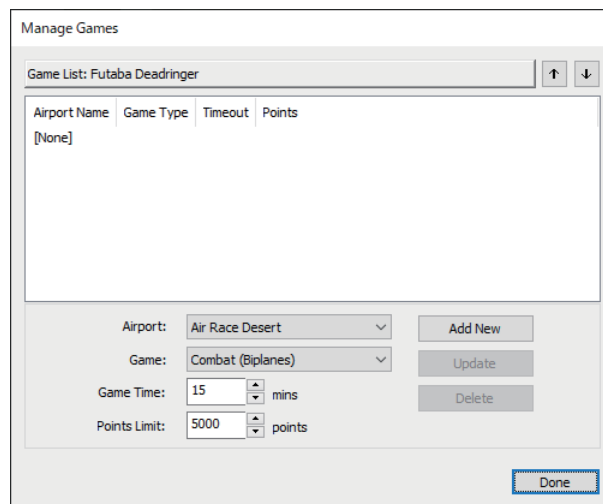 Manage Games
Game List: Futaba Deadringer
Airport Name Game Type Timeout Points
[None]
Airport: Air Race Desert Add New
Game: Combat (Biplanes) Update
Game Time: 15 mins Delete
Points Limit: 5000 points
Done